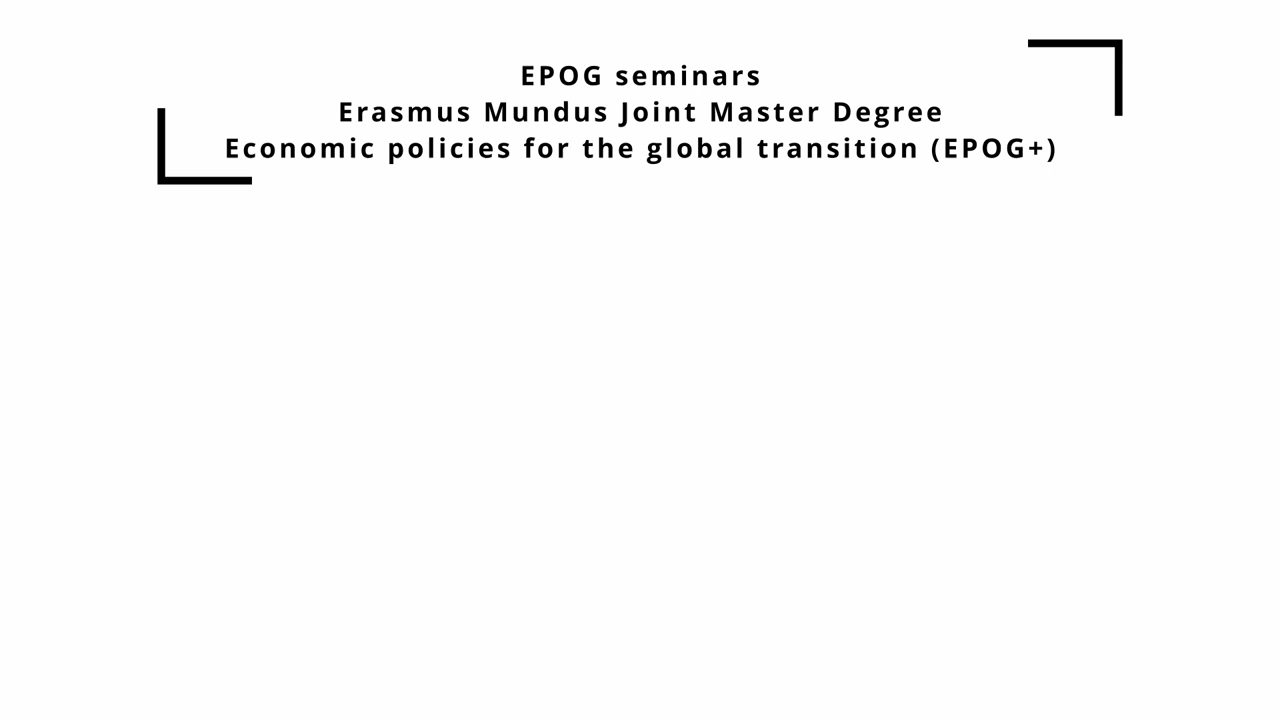 EPOG seminars
Erasmus Mundus Joint Master Degree
Economic policies for the global transition (EPOG+)